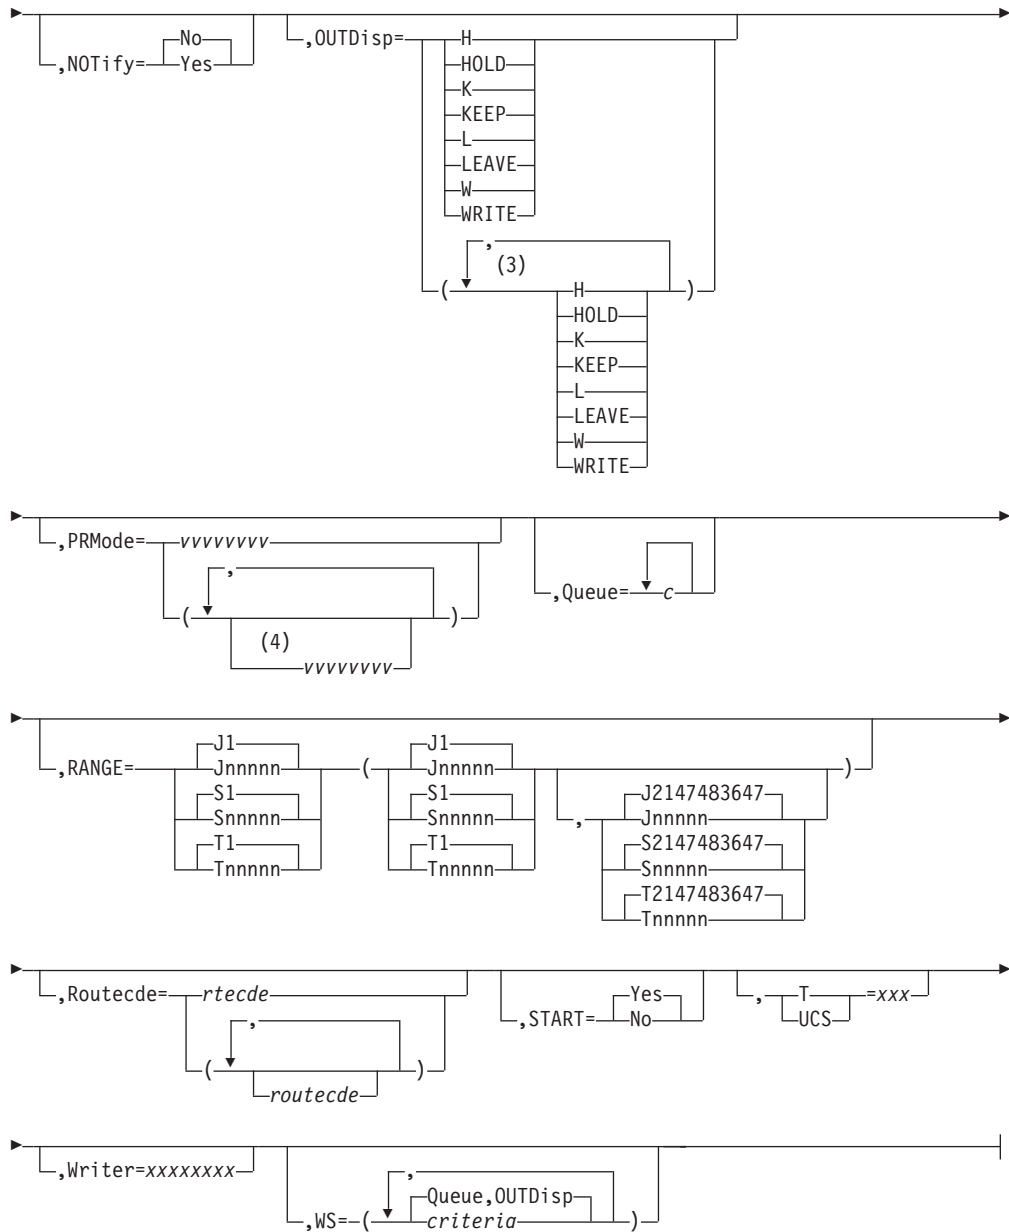 No
,NOTify= Yes
,OUTDisp= H
HOLD
K
KEEP
L
LEAVE
W
WRITE
,
(3)
( H )
HOLD
K
KEEP
L
LEAVE
W
WRITE
,PRMode= vvvvvvvv
,
( (4) )
vvvvvvvv
,Queue= c
,RANGE=
J1
Jnnnnn
S1
Snnnnn
T1
Tnnnnn
(
J1
Jnnnnn
S1
Snnnnn
T1
Tnnnnn
,
J2147483647
Jnnnnn
S2147483647
Snnnnn
T2147483647
Tnnnnn
)
,Routecde= rtecde
,
( routecde )
Yes
,START= No
, T =xxx
UCS
,Writer=xxxxxxxx
,
Queue,OUTDisp
,WS= ( criteria )